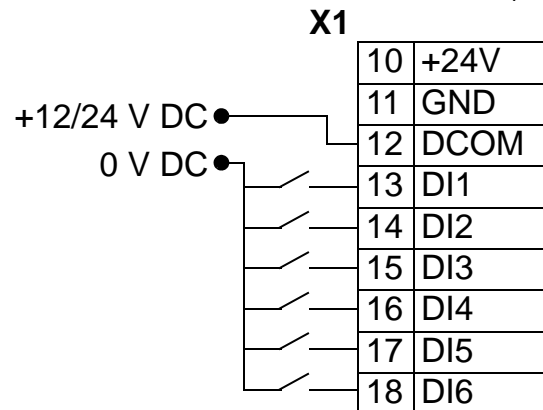 X1
10 +24V
11 GND
+12/24 V DC
12 DCOM
0 V DC
13 DI1
14 DI2
15 DI3
16 DI4
17 DI5
18 DI6